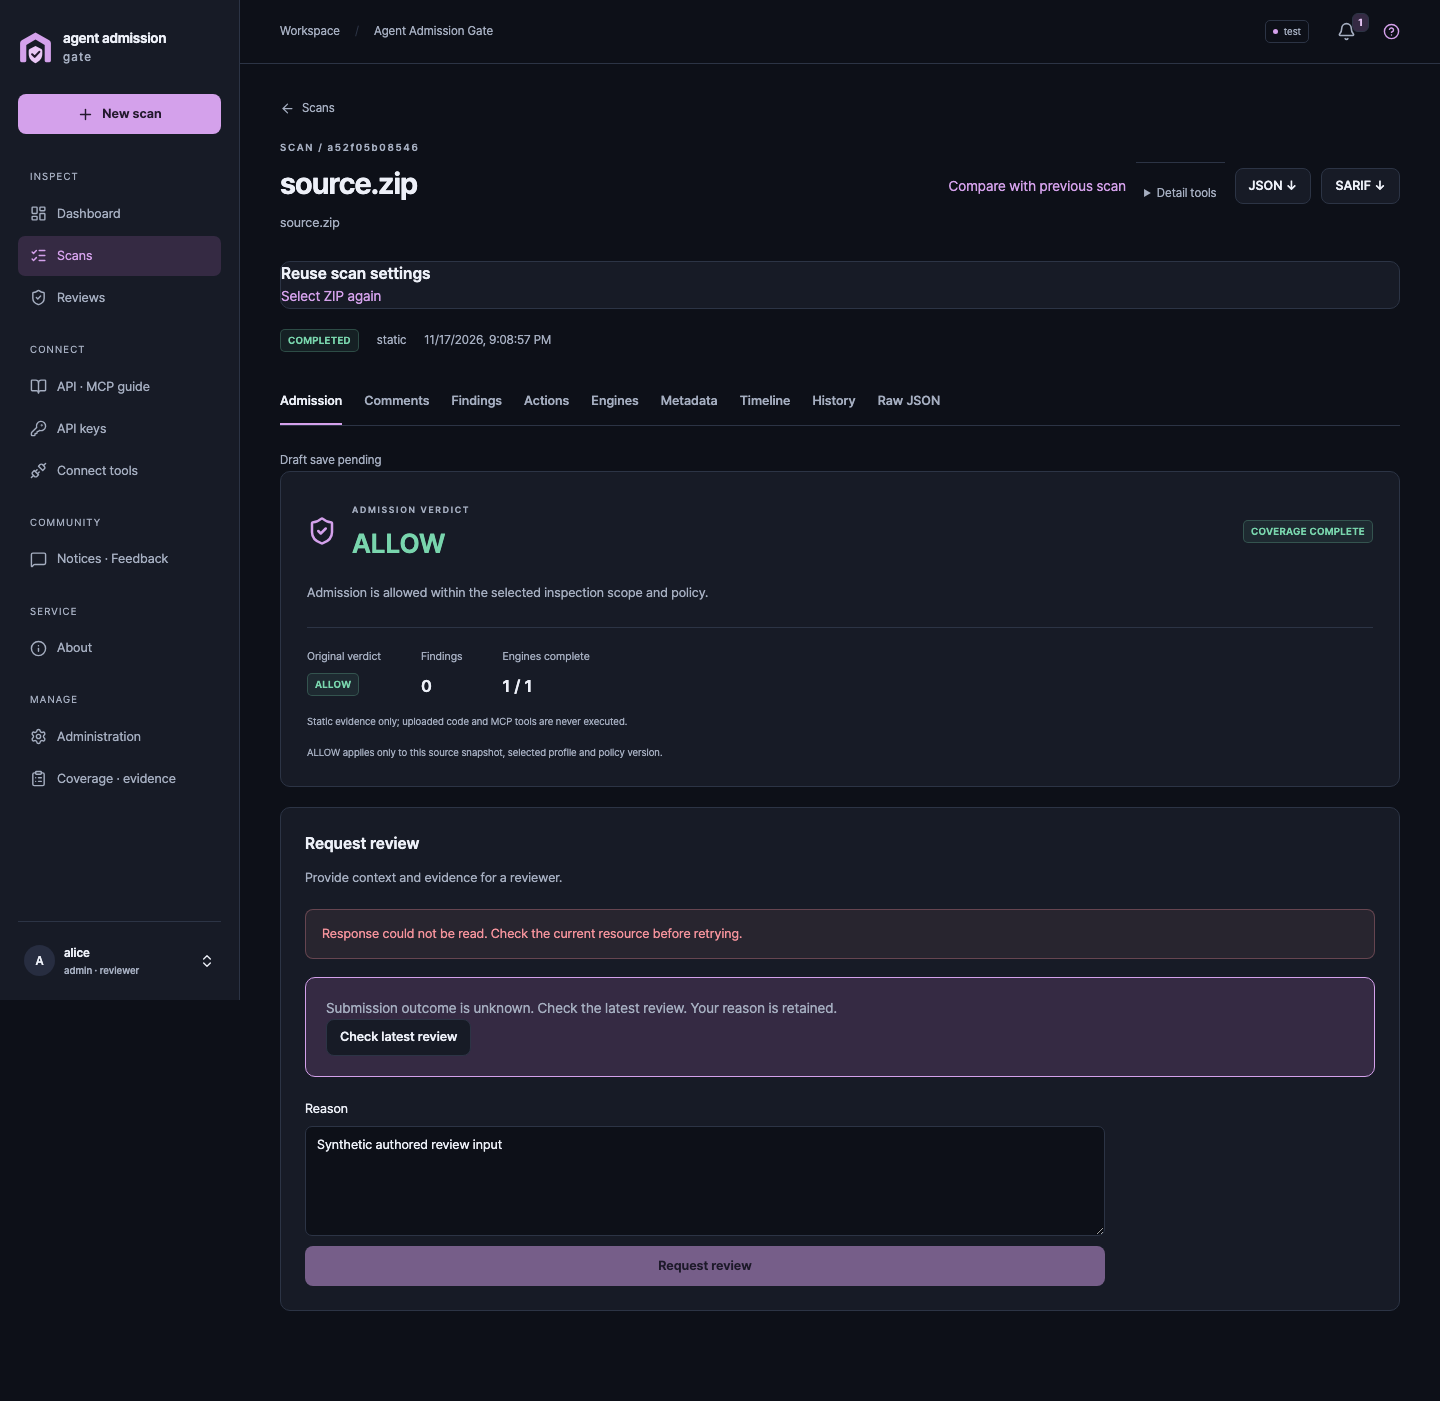 agent admission
gate
New scan
INSPECT
Dashboard
Scans
Reviews
CONNECT
API · MCP guide
API keys
Connect tools
COMMUNITY
Notices · Feedback
SERVICE
About
MANAGE
Administration
Coverage · evidence
A
alice
admin · reviewer
Workspace / Agent Admission Gate
test
1
← Scans
SCAN / a52f05b08546
source.zip
source.zip
Compare with previous scan
▶ Detail tools
JSON ↓
SARIF ↓
Reuse scan settings
Select ZIP again
COMPLETED static 11/17/2026, 9:08:57 PM
Admission Comments Findings Actions Engines Metadata Timeline History Raw JSON
Draft save pending
ADMISSION VERDICT
ALLOW
COVERAGE COMPLETE
Admission is allowed within the selected inspection scope and policy.
Original verdict Findings Engines complete
ALLOW 0 1 / 1
Static evidence only; uploaded code and MCP tools are never executed.
ALLOW applies only to this source snapshot, selected profile and policy version.
Request review
Provide context and evidence for a reviewer.
Response could not be read. Check the current resource before retrying.
Submission outcome is unknown. Check the latest review. Your reason is retained.
Check latest review
Reason
Synthetic authored review input
Request review